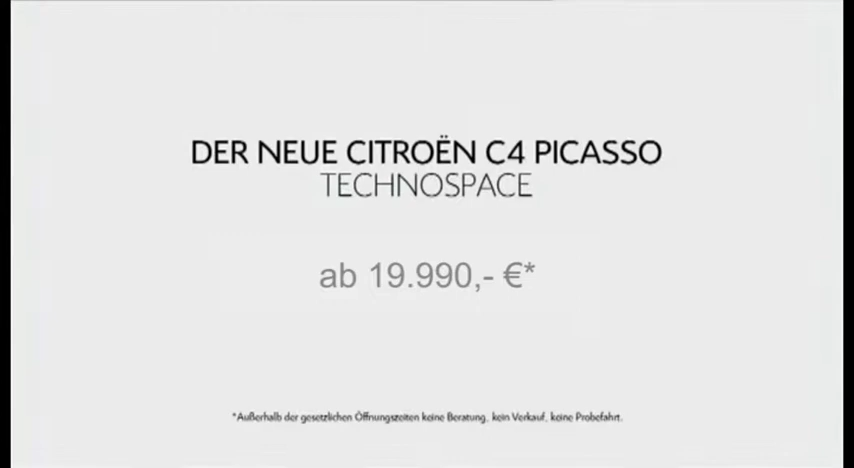 DER NEUE CITROËN C4 PICASSO
TECHNOSPACE
ab 19.990,- €*
*Außerhalb der gesetzlichen Öffnungszeiten keine Beratung, kein Verkauf, keine Probefahrt.